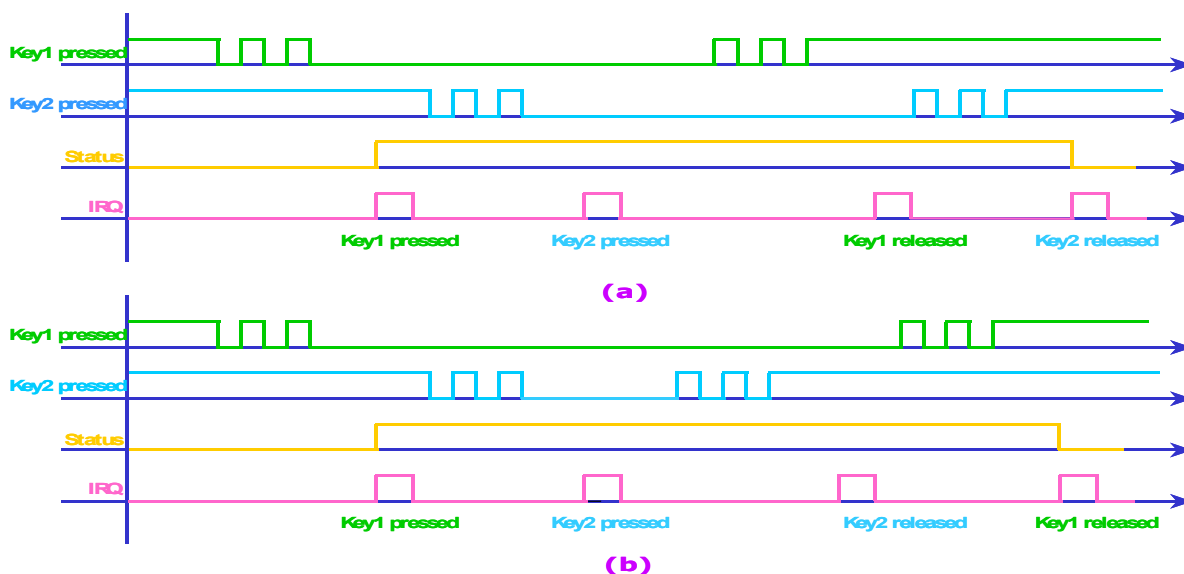 Key1 pressed
Key2 pressed
Status
IRQ
Key1 pressed Key2 pressed Key1 released Key2 released
(a)
Key1 pressed
Key2 pressed
Status
IRQ
Key1 pressed Key2 pressed Key2 released Key1 released
(b)